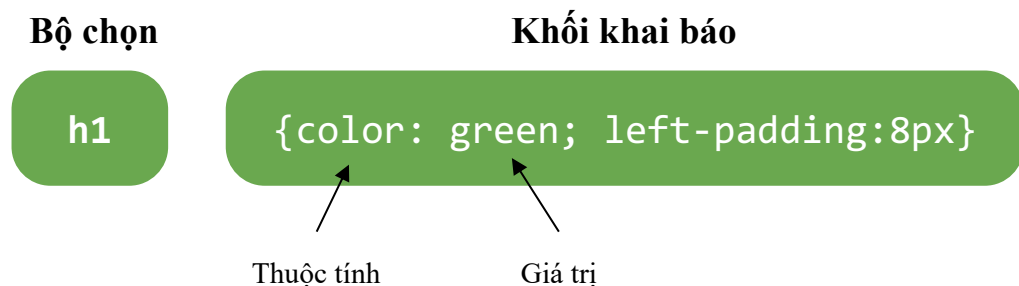 Bộ chọn
Khối khai báo
h1
{color: green; left-padding:8px}
Thuộc tính
Giá trị